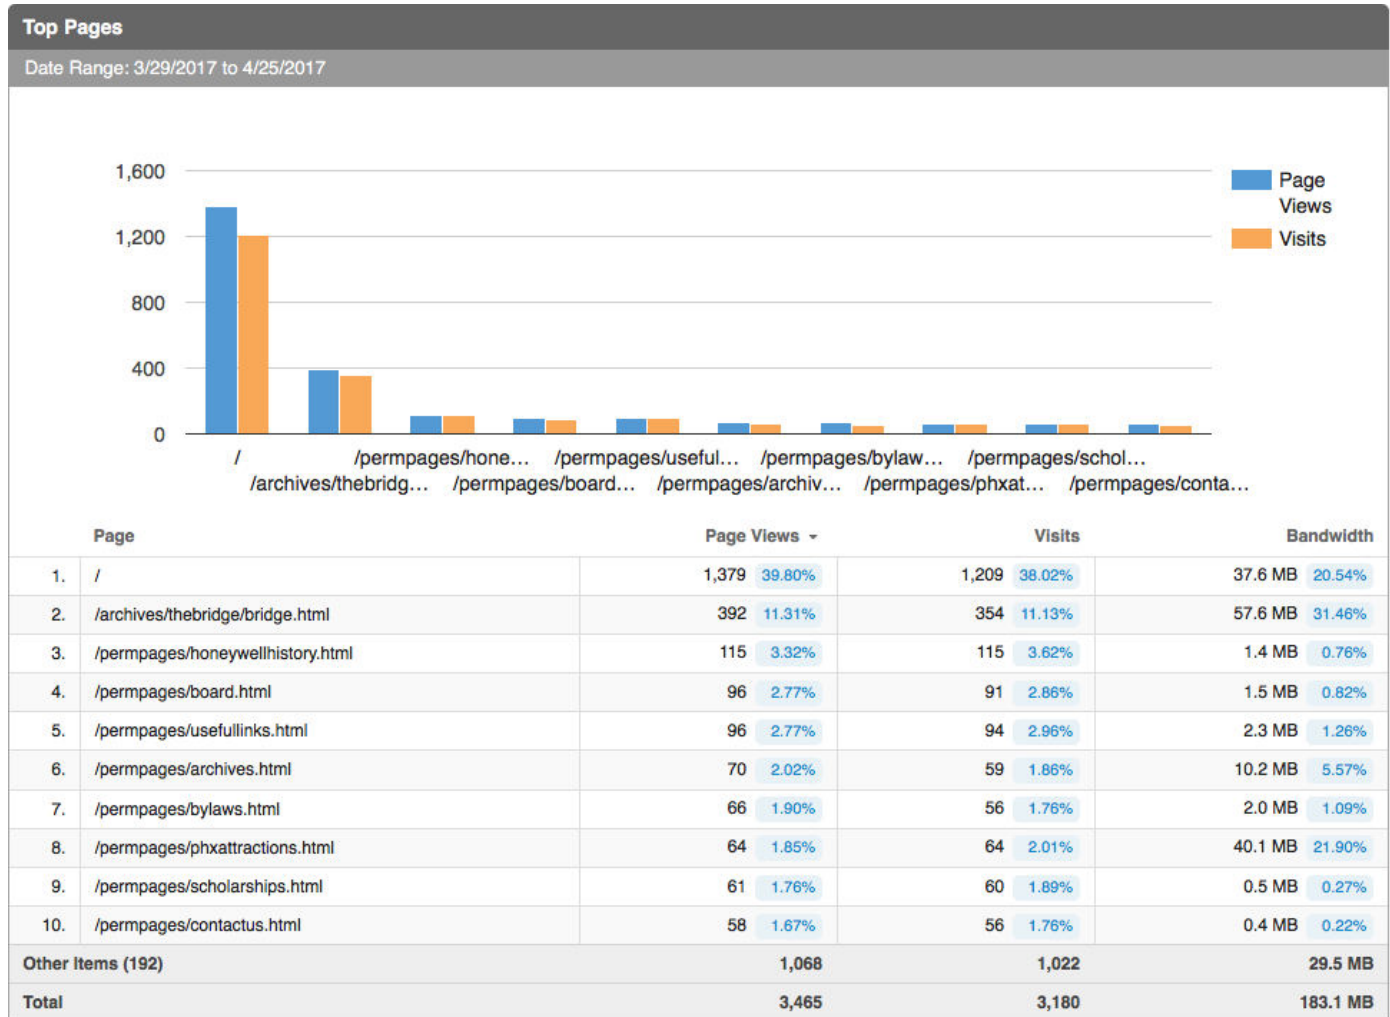 Top Pages
Date Range: 3/29/2017 to 4/25/2017
1,600
1,200
800
400
0
Page
Views
Visits
/ /permpages/hone... /permpages/useful... /permpages/bylaw... /permpages/schol...
/archives/thebridg... /permpages/board... /permpages/archiv... /permpages/phxat... /permpages/conta...
Page Page Views Visits Bandwidth
1. / 1,379 39.80% 1,209 38.02% 37.6 MB 20.54%
2. /archives/thebridge/bridge.html 392 11.31% 354 11.13% 57.6 MB 31.46%
3. /permpages/honeywellhistory.html 115 3.32% 115 3.62% 1.4 MB 0.76%
4. /permpages/board.html 96 2.77% 91 2.86% 1.5 MB 0.82%
5. /permpages/usefullinks.html 96 2.77% 94 2.96% 2.3 MB 1.26%
6. /permpages/archives.html 70 2.02% 59 1.86% 10.2 MB 5.57%
7. /permpages/bylaws.html 66 1.90% 56 1.76% 2.0 MB 1.09%
8. /permpages/phxattractions.html 64 1.85% 64 2.01% 40.1 MB 21.90%
9. /permpages/scholarships.html 61 1.76% 60 1.89% 0.5 MB 0.27%
10. /permpages/contactus.html 58 1.67% 56 1.76% 0.4 MB 0.22%
Other Items (192) 1,068 1,022 29.5 MB
Total 3,465 3,180 183.1 MB